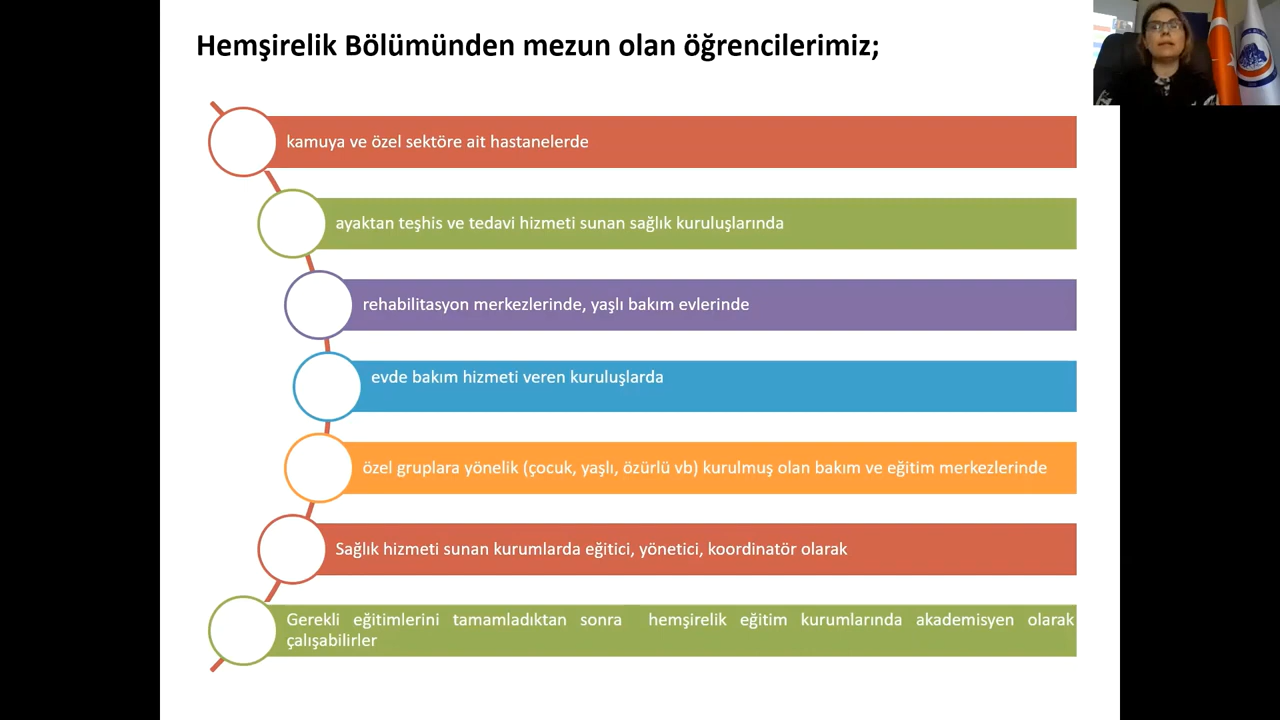 Hemşirelik Bölümünden mezun olan öğrencilerimiz;
kamuya ve özel sektöre ait hastanelerde
ayaktan teşhis ve tedavi hizmeti sunan sağlık kuruluşlarında
rehabilitasyon merkezlerinde, yaşlı bakım evlerinde
evde bakım hizmeti veren kuruluşlarda
özel gruplara yönelik (çocuk, yaşlı, özürlü vb) kurulmuş olan bakım ve eğitim merkezlerinde
Sağlık hizmeti sunan kurumlarda eğitici, yönetici, koordinatör olarak
Gerekli eğitimlerini tamamladıktan sonra hemşirelik eğitim kurumlarında akademisyen olarak
çalışabilirler